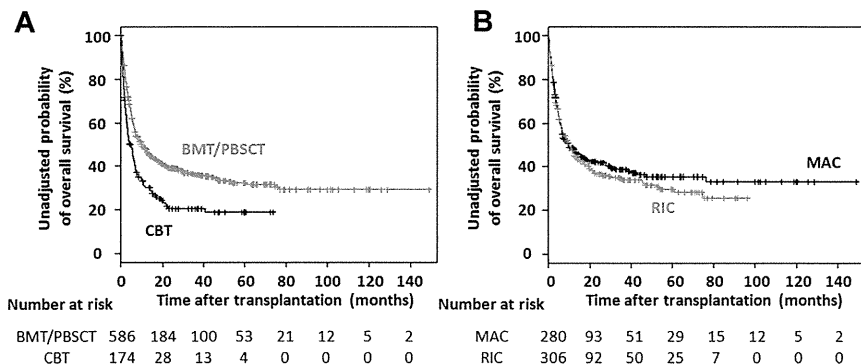 A
Unadjusted probability
of overall survival (%)
100
80
60
40
20
0
BMT/PBSCT
CBT
0 20 40 60 80 100 120 140
Time after transplantation (months)
Number at risk
BMT/PBSCT 586 184 100 53 21 12 5 2
CBT 174 28 13 4 0 0 0 0
B
Unadjusted probability
of overall survival (%)
100
80
60
40
20
0
MAC
RIC
0 20 40 60 80 100 120 140
Time after transplantation (months)
Number at risk
MAC 280 93 51 29 15 12 5 2
RIC 306 92 50 25 7 0 0 0